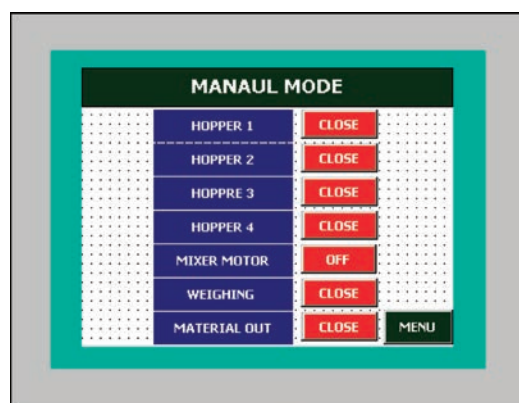 MANAUL MODE
HOPPER 1 CLOSE
HOPPER 2 CLOSE
HOPPRE 3 CLOSE
HOPPER 4 CLOSE
MIXER MOTOR OFF
WEIGHING CLOSE
MATERIAL OUT CLOSE MENU